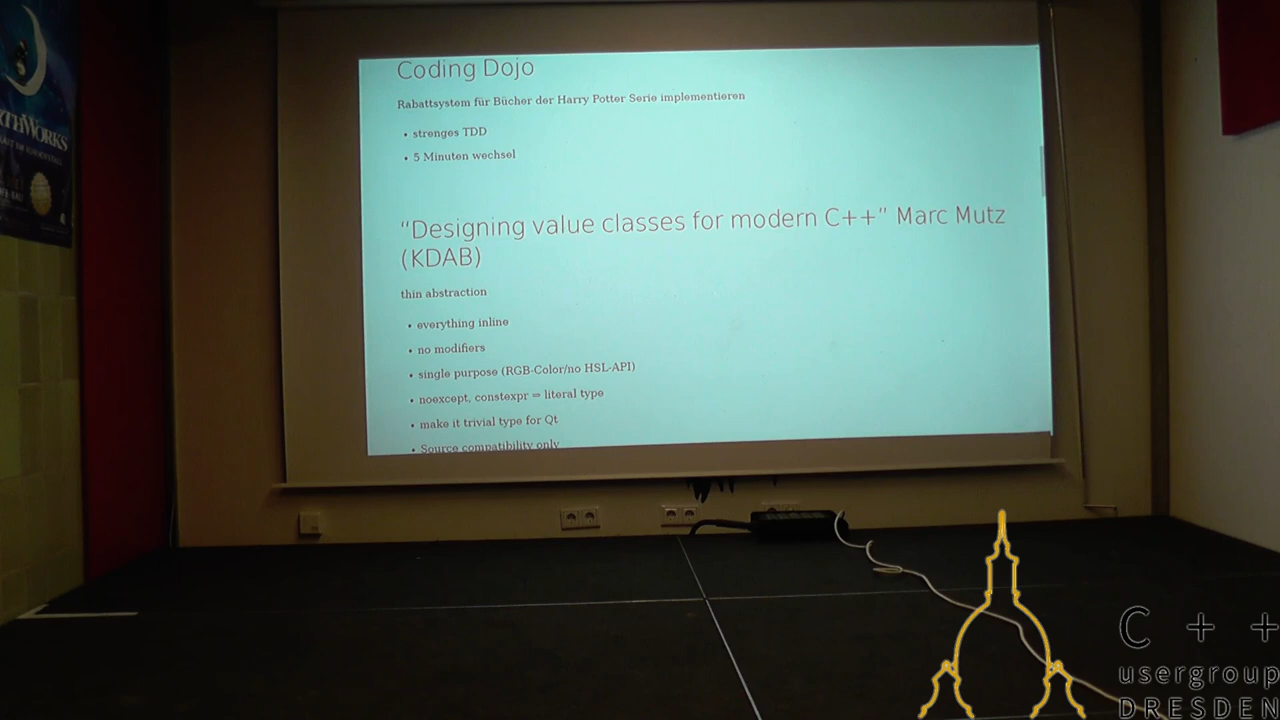 Coding Dojo
Rabattsystem für Bücher der Harry Potter Serie implementieren
• strenges TDD
• 5 Minuten wechsel
“Designing value classes for modern C++” Marc Mutz
(KDAB)
thin abstraction
• everything inline
• no modifiers
• single purpose (RGB-Color/no HSL-API)
• noexcept, constexpr = literal type
• make it trivial type for Qt
• Source compatibility only
C++
usergroup
DRESDEN